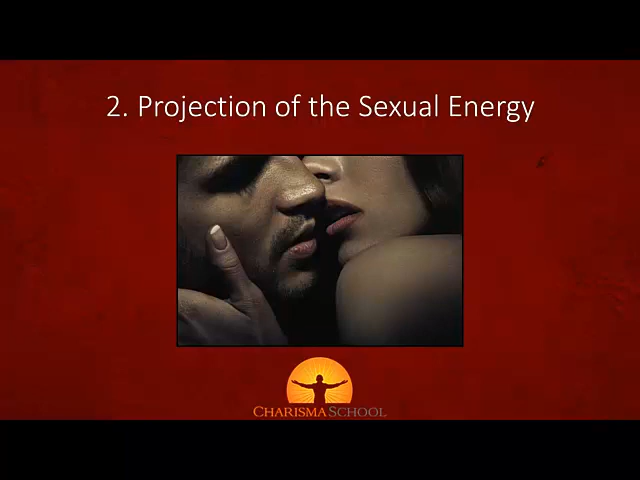 2. Projection of the Sexual Energy
CHARISMA SCHOOL